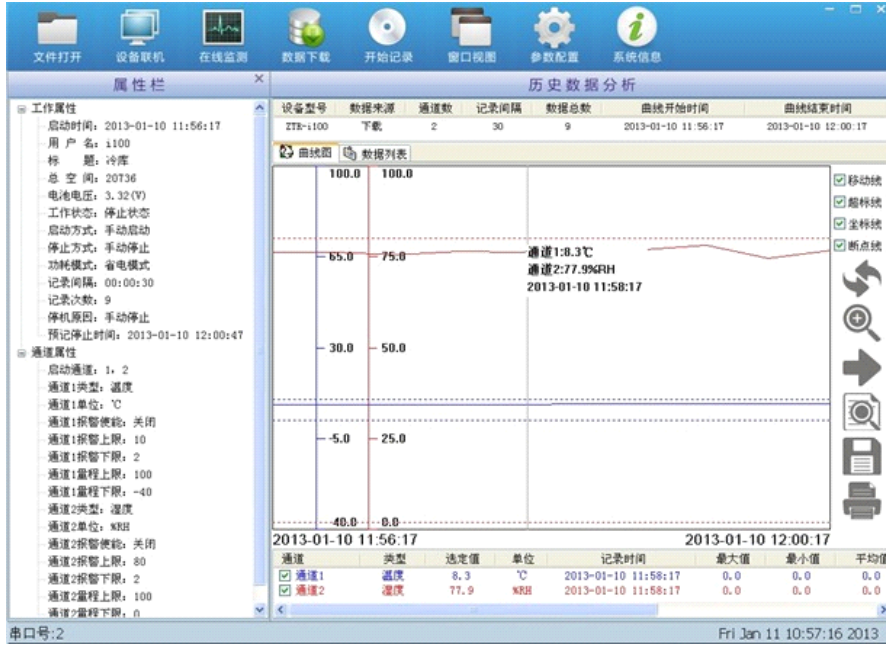 文件打开 设备联机 在线监测 数据下载 开始记录 窗口视图 参数配置 系统信息
属性栏
历史数据分析
工作属性
启动时间: 2013-01-10 11:56:17
用 户 名: i100
标 题: 冷库
总 空 间: 20736
电池电压: 3.32(V)
工作状态: 停止状态
启动方式: 手动启动
停止方式: 手动停止
功耗模式: 省电模式
记录间隔: 00:00:30
记录次数: 9
停机原因: 手动停止
预记停止时间: 2013-01-10 12:00:47
通道属性
启动通道: 1, 2
通道1类型: 温度
通道1单位: ℃
通道1报警使能: 关闭
通道1报警上限: 10
通道1报警下限: 2
通道1量程上限: 100
通道1量程下限: -40
通道2类型: 湿度
通道2单位: %RH
通道2报警使能: 关闭
通道2报警上限: 80
通道2报警下限: 2
通道2量程上限: 100
通道2量程下限: 0
设备型号 数据来源 通道数 记录间隔 数据总数 曲线开始时间 曲线结束时间
ZTR-i100 下载 2 30 9 2013-01-10 11:56:17 2013-01-10 12:00:17
曲线图 数据列表
100.0 100.0
65.0 75.0
30.0 50.0
-5.0 25.0
-40.0 0.0
通道1:8.3℃
通道2:77.9%RH
2013-01-10 11:58:17
移动线
超标线
坐标线
断点线
2013-01-10 11:56:17 2013-01-10 12:00:17
通道 类型 选定值 单位 记录时间 最大值 最小值 平均值
通道1 温度 8.3 ℃ 2013-01-10 11:58:17 0.0 0.0 0.0
通道2 湿度 77.9 %RH 2013-01-10 11:58:17 0.0 0.0 0.0
串口号:2
Fri Jan 11 10:57:16 2013